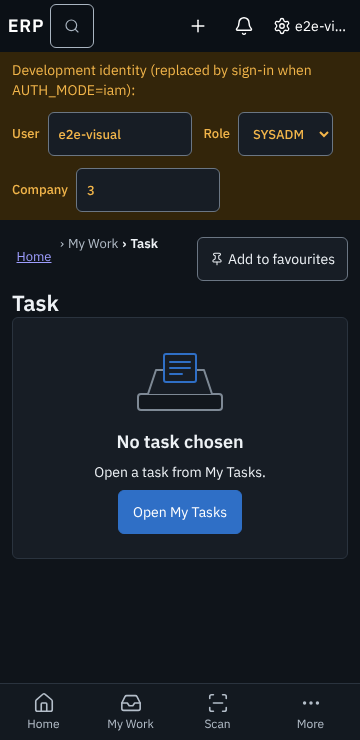 ERP
e2e-vi...
Development identity (replaced by sign-in when
AUTH_MODE=iam):
User e2e-visual Role SYSADM
Company 3
Home › My Work › Task
Add to favourites
Task
No task chosen
Open a task from My Tasks.
Open My Tasks
Home My Work Scan More